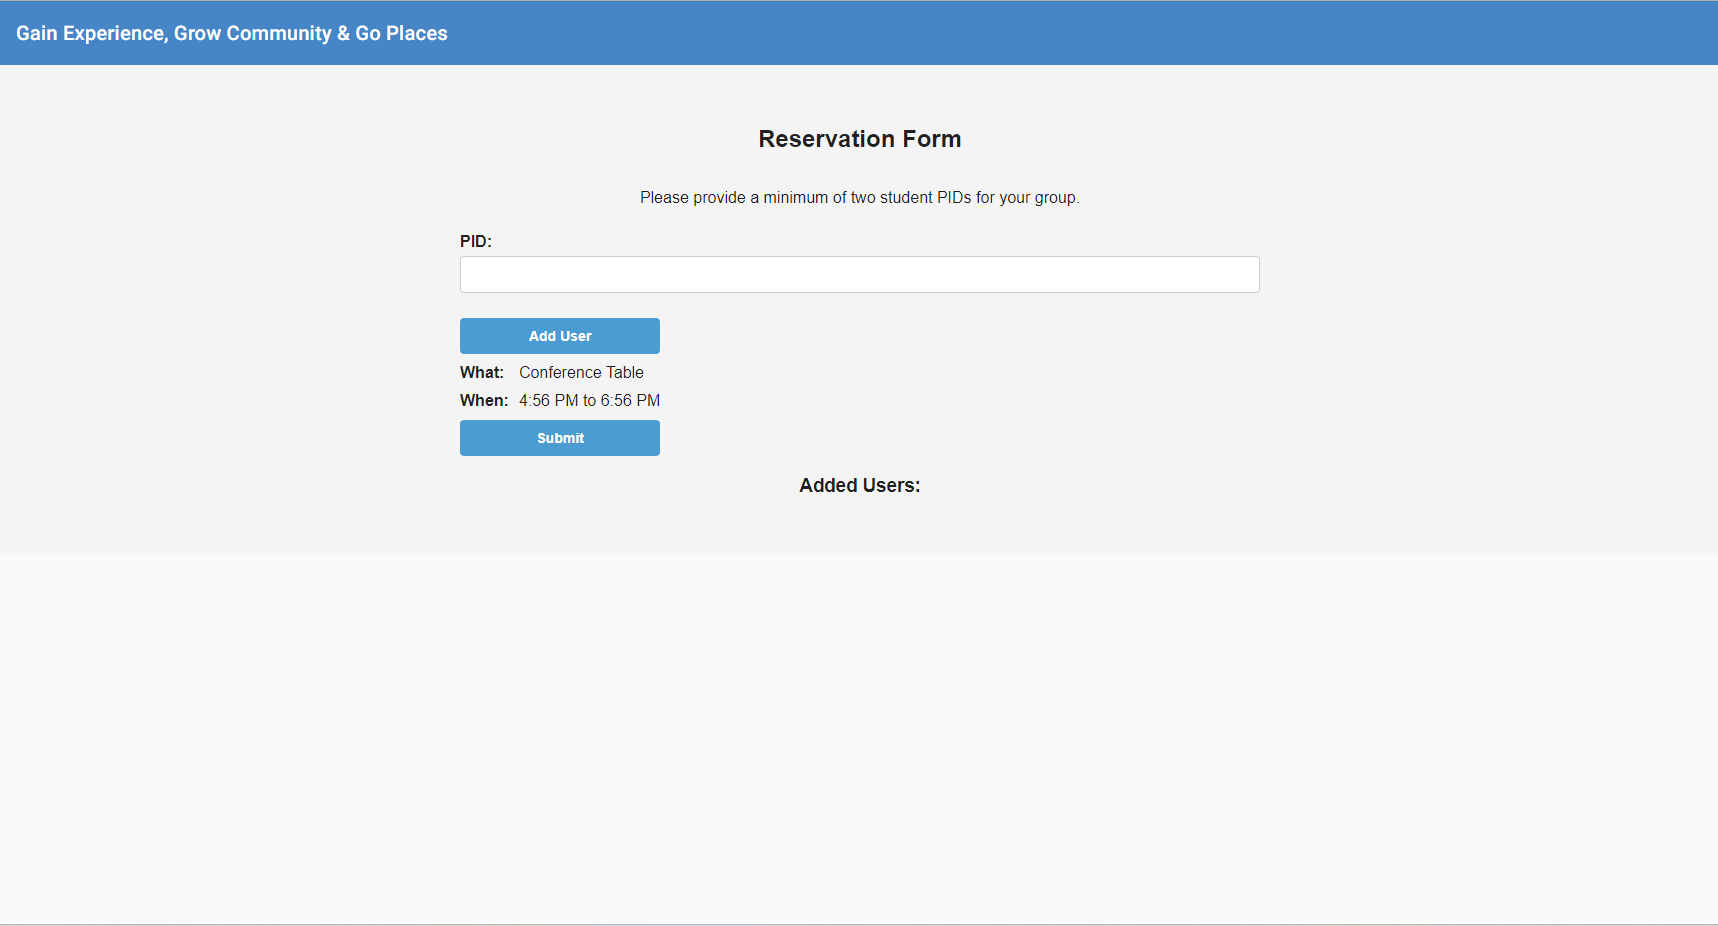 Gain Experience, Grow Community & Go Places
Reservation Form
Please provide a minimum of two student PIDs for your group.
PID:
Add User
What: Conference Table
When: 4:56 PM to 6:56 PM
Submit
Added Users: